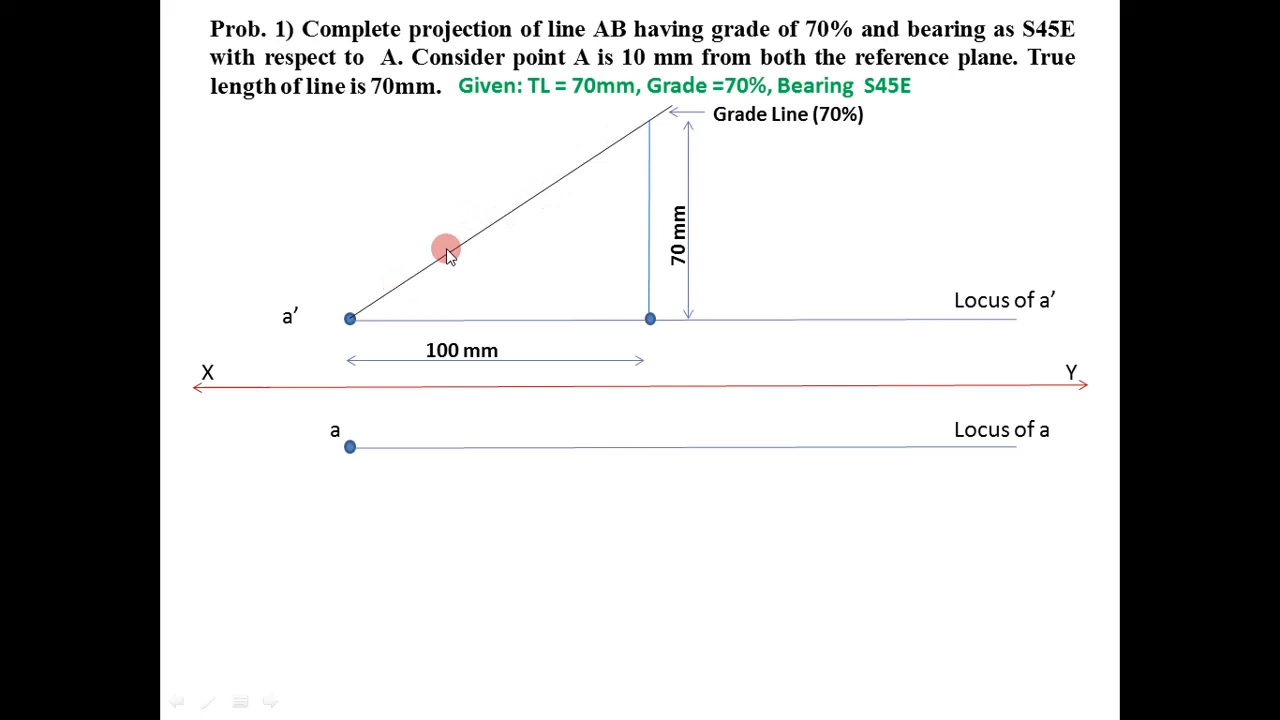 Prob. 1) Complete projection of line AB having grade of 70% and bearing as S45E
with respect to A. Consider point A is 10 mm from both the reference plane. True
length of line is 70mm. Given: TL = 70mm, Grade =70%, Bearing S45E
Grade Line (70%)
70 mm
Locus of a’
a’
100 mm
X
Y
a
Locus of a